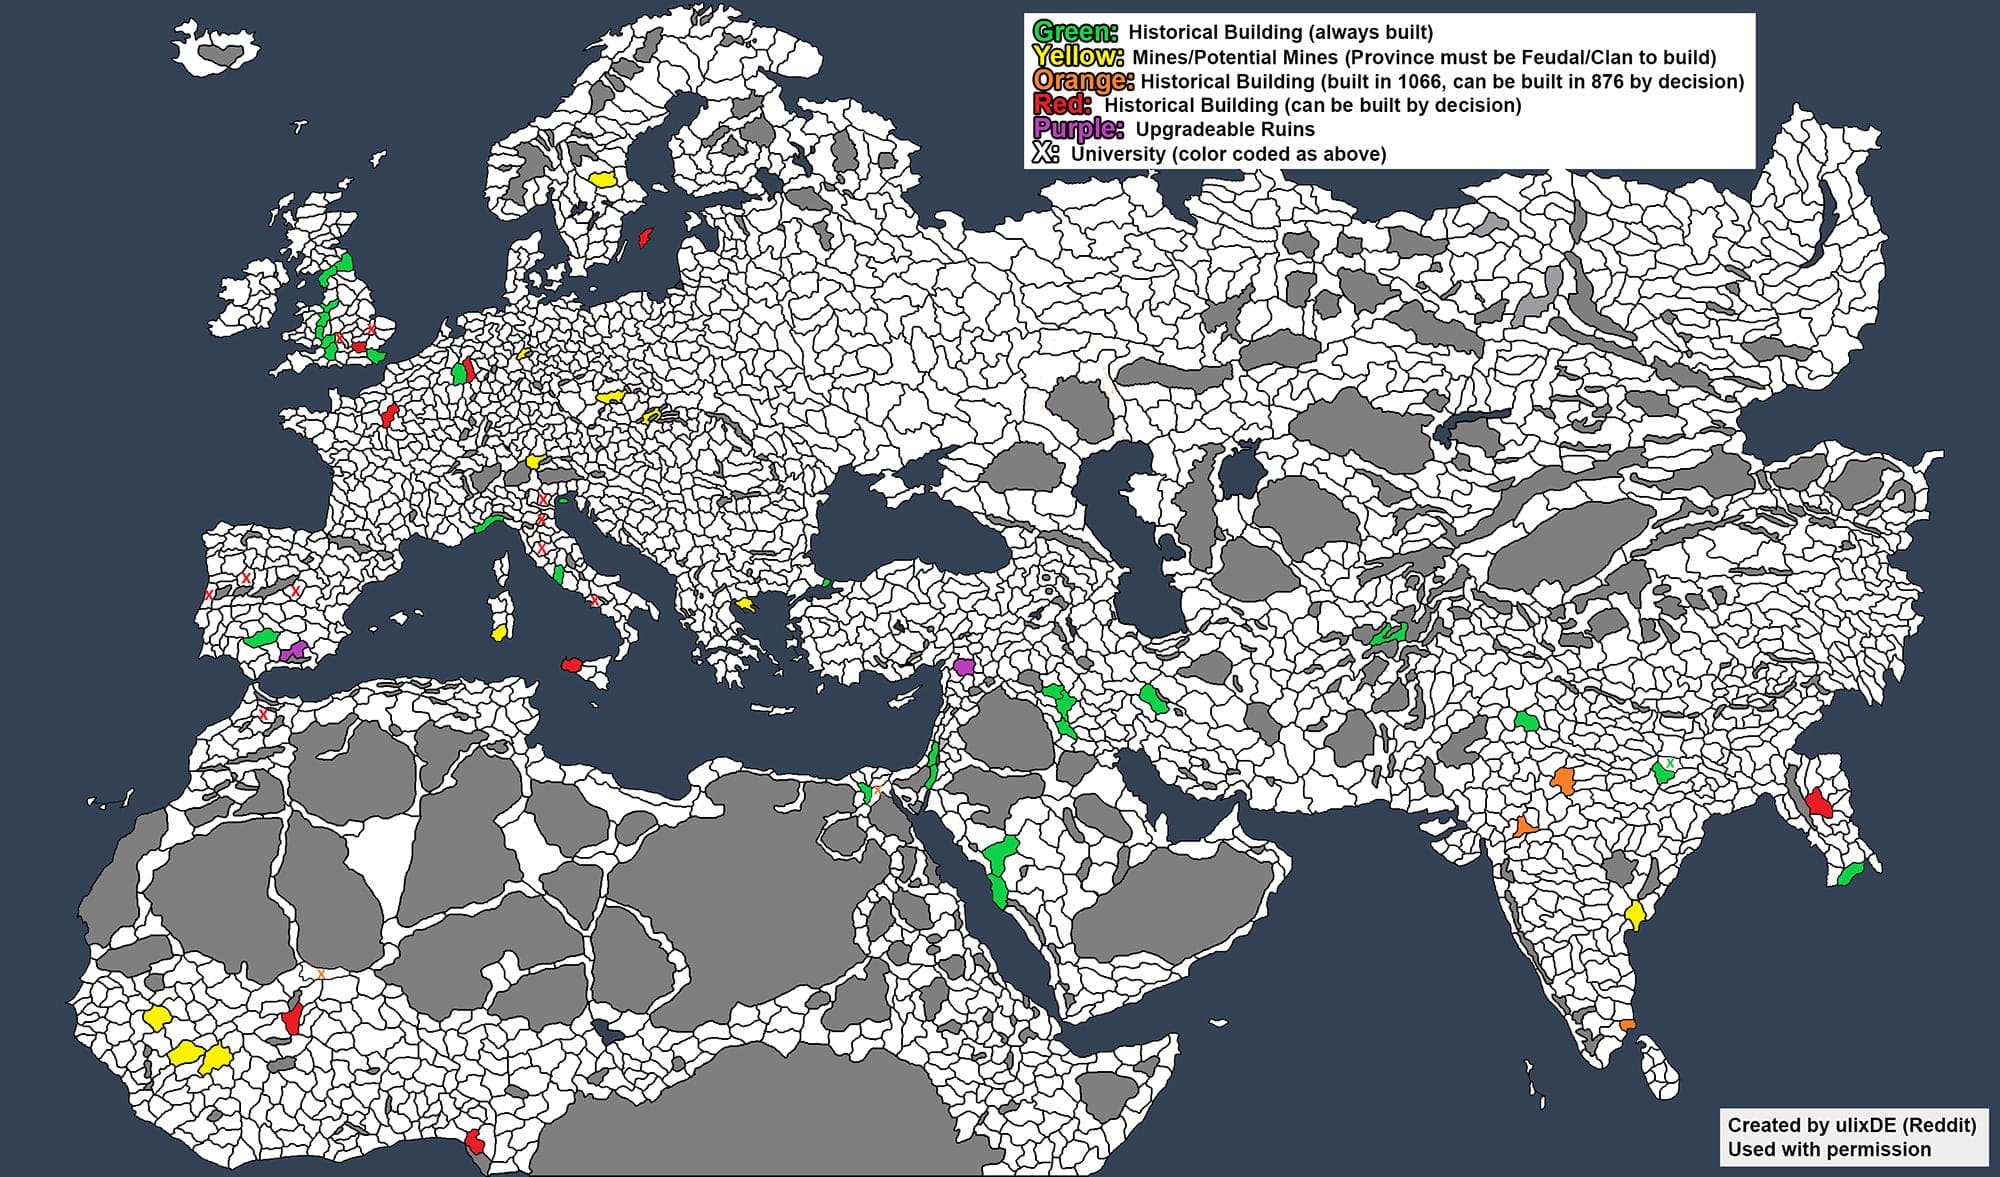 Green: Historical Building (always built)
Yellow: Mines/Potential Mines (Province must be Feudal/Clan to build)
Orange: Historical Building (built in 1066, can be built in 876 by decision)
Red: Historical Building (can be built by decision)
Purple: Upgradeable Ruins
X: University (color coded as above)
X
X
X
X
X
X
X
X
X
X
X
X
X
X
Created by ulixDE (Reddit)
Used with permission